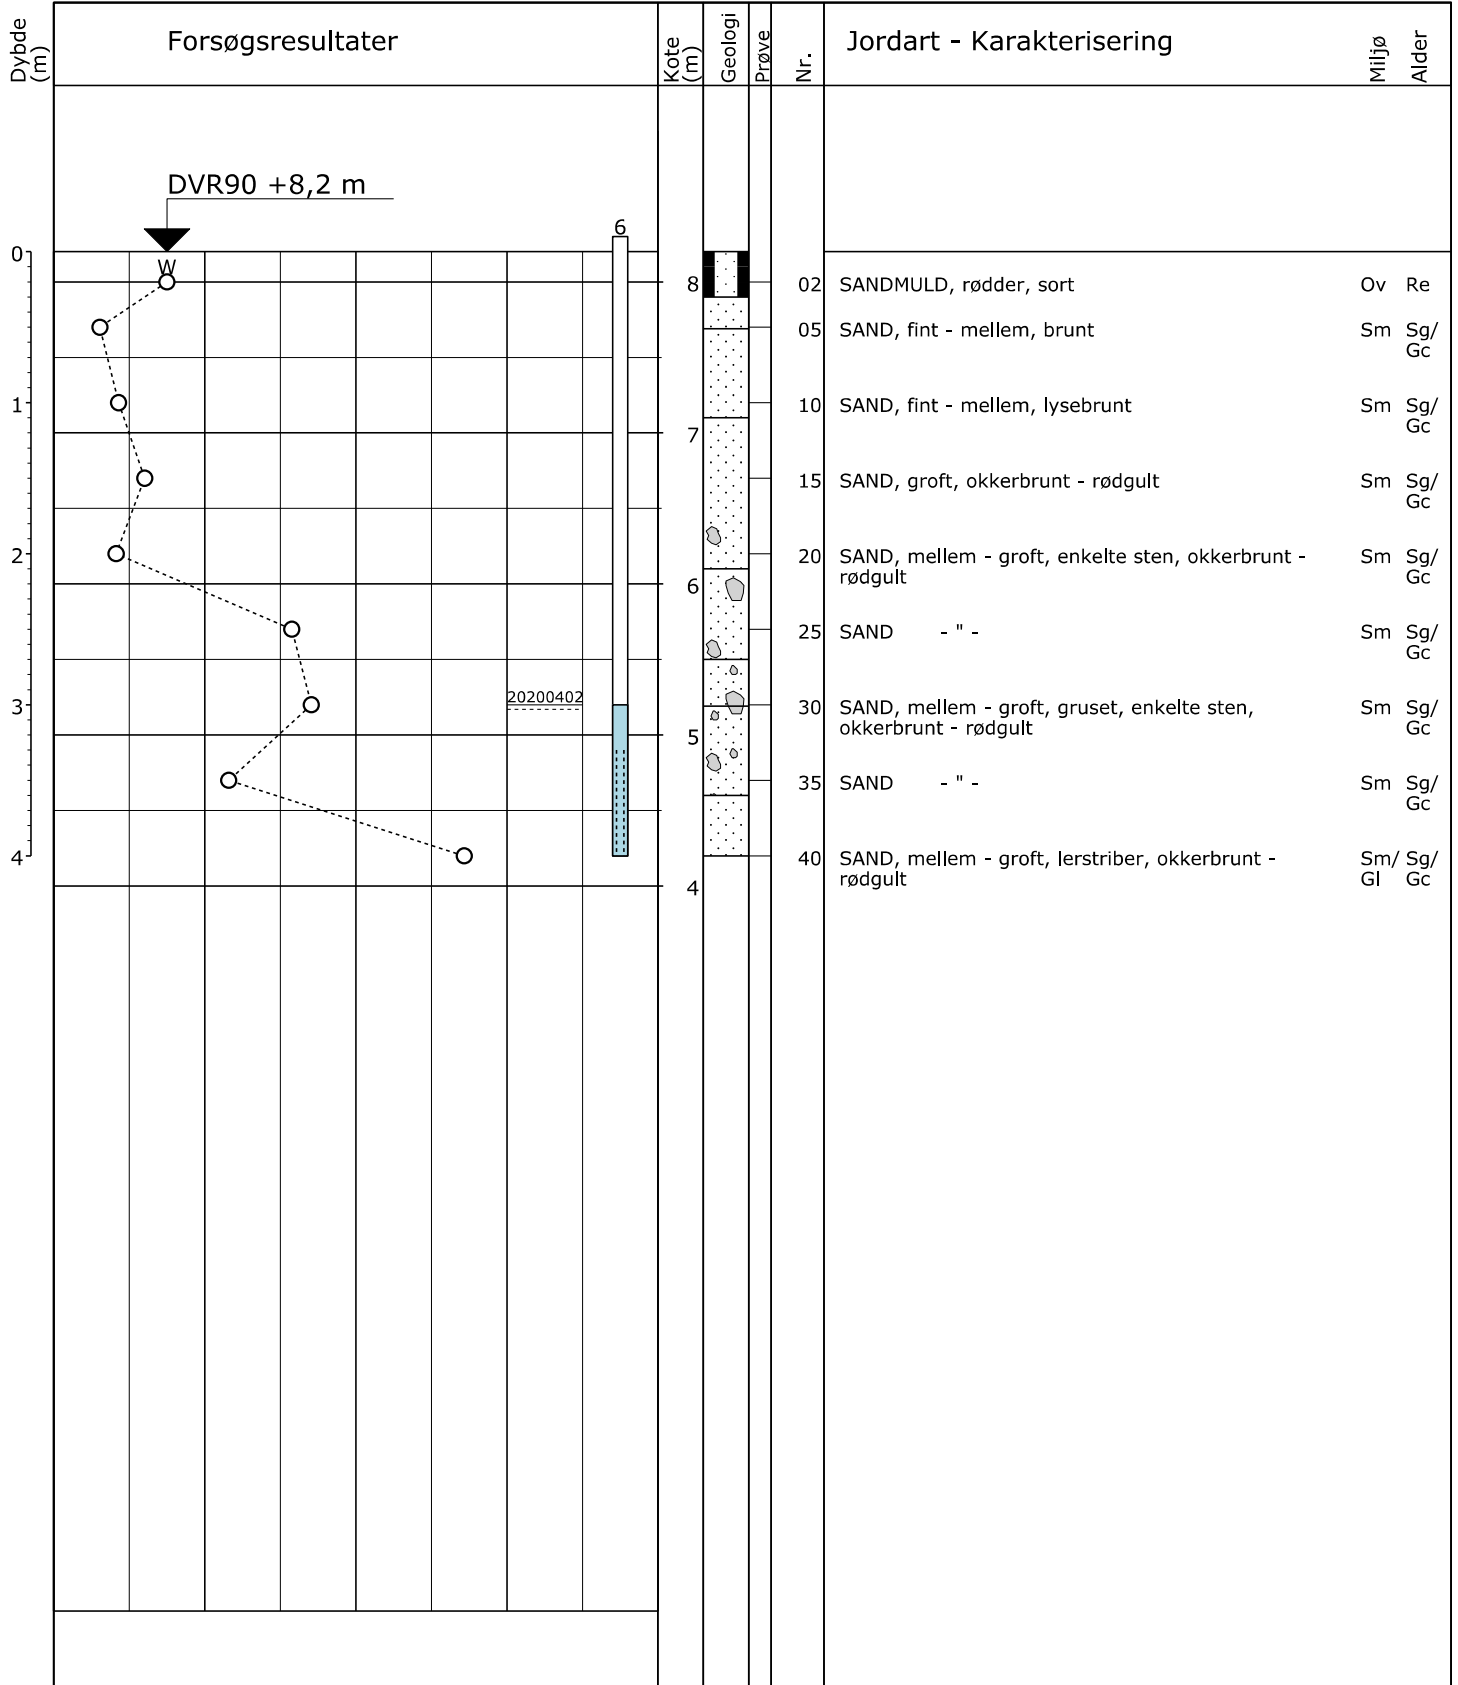 Dybde
(m)
Forsøgsresultater
Kote
(m)
Geologi
Prøve
Nr.
Jordart - Karakterisering
Miljø
Alder
DVR90 +8,2 m
6
0
W
8
02 SANDMULD, rødder, sort Ov Re
05 SAND, fint - mellem, brunt Sm Sg/
Gc
1
10 SAND, fint - mellem, lysebrunt Sm Sg/
Gc
7
15 SAND, groft, okkerbrunt - rødgult Sm Sg/
Gc
2
20 SAND, mellem - groft, enkelte sten, okkerbrunt - Sm Sg/
rødgult Gc
6
25 SAND - " - Sm Sg/
Gc
3
20200402
30 SAND, mellem - groft, gruset, enkelte sten, Sm Sg/
okkerbrunt - rødgult Gc
5
35 SAND - " - Sm Sg/
Gc
4
40 SAND, mellem - groft, lerstriber, okkerbrunt - Sm/ Sg/
rødgult Gl Gc
4